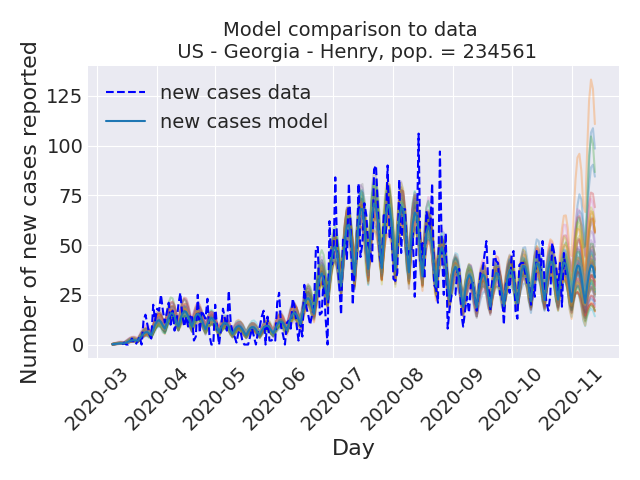 Model comparison to data
US - Georgia - Henry, pop. = 234561
Number of new cases reported
125
100
75
50
25
0
new cases data
new cases model
2020-03
2020-04
2020-05
2020-06
2020-07
2020-08
2020-09
2020-10
2020-11
Day